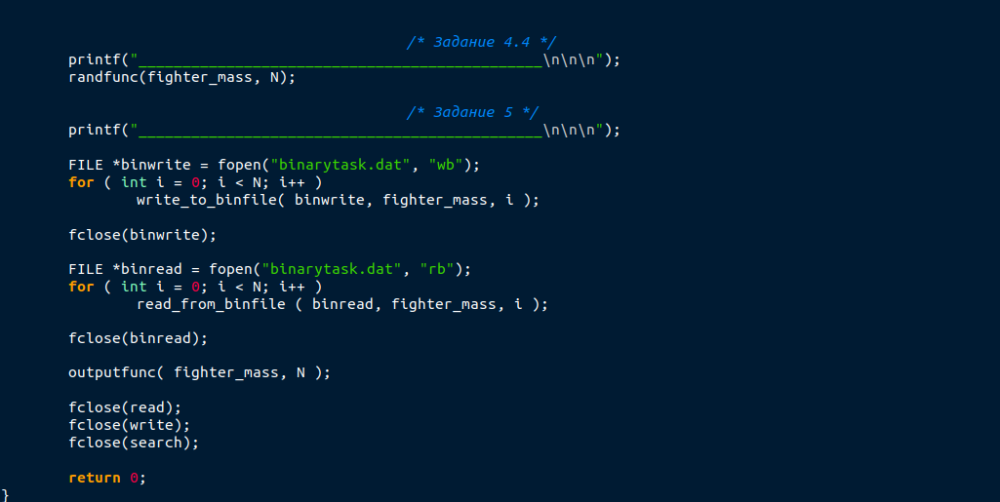 /* Задание 4.4 */
printf("______________________________________________\n\n\n");
randfunc(fighter_mass, N);
/* Задание 5 */
printf("______________________________________________\n\n\n");
FILE *binwrite = fopen("binarytask.dat", "wb");
for ( int i = 0; i < N; i++ )
write_to_binfile( binwrite, fighter_mass, i );
fclose(binwrite);
FILE *binread = fopen("binarytask.dat", "rb");
for ( int i = 0; i < N; i++ )
read_from_binfile ( binread, fighter_mass, i );
fclose(binread);
outputfunc( fighter_mass, N );
fclose(read);
fclose(write);
fclose(search);
return 0;
}